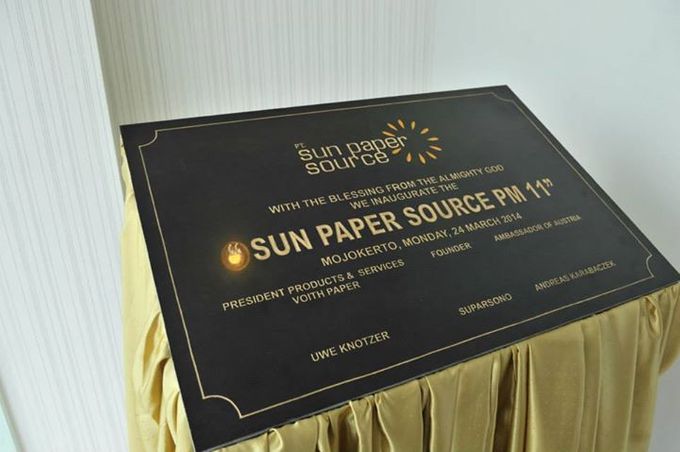 PT.
sun paper
source
WITH THE BLESSING FROM THE ALMIGHTY GOD
WE INAUGURATE THE
SUN PAPER SOURCE PM 11”
MOJOKERTO, MONDAY, 24 MARCH 2014
PRESIDENT PRODUCTS & SERVICES
VOITH PAPER
FOUNDER
AMBASSADOR OF AUSTRIA
UWE KNOTZER
SUPARSONO
ANDREAS KARABACZEK